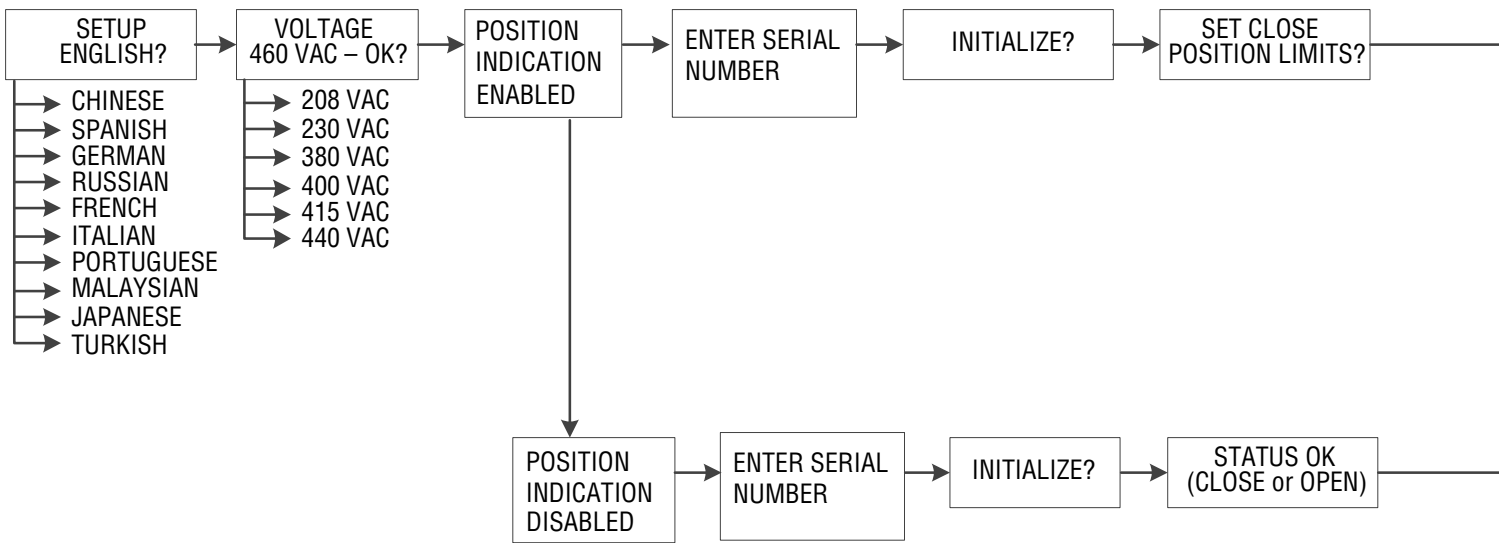 SETUP
ENGLISH?
CHINESE
SPANISH
GERMAN
RUSSIAN
FRENCH
ITALIAN
PORTUGUESE
MALAYSIAN
JAPANESE
TURKISH
VOLTAGE
460 VAC – OK?
208 VAC
230 VAC
380 VAC
400 VAC
415 VAC
440 VAC
POSITION
INDICATION
ENABLED
ENTER SERIAL
NUMBER
INITIALIZE?
SET CLOSE
POSITION LIMITS?
POSITION
INDICATION
DISABLED
ENTER SERIAL
NUMBER
INITIALIZE?
STATUS OK
(CLOSE or OPEN)